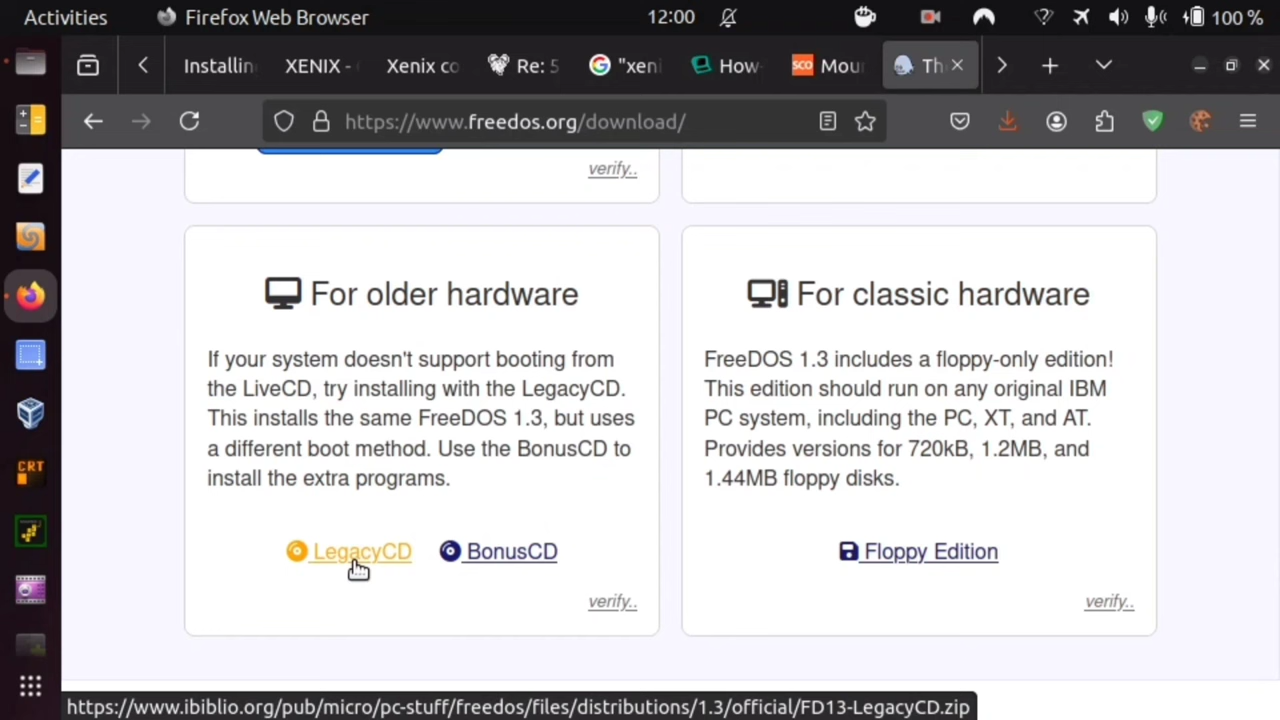 Activities Firefox Web Browser 12:00 100 %
Installin XENIX - Xenix co Re: 5 "xeni How- SCO Mou Th
https://www.freedos.org/download/
verify..
For older hardware
If your system doesn't support booting from
the LiveCD, try installing with the LegacyCD.
This installs the same FreeDOS 1.3, but uses
a different boot method. Use the BonusCD to
install the extra programs.
LegacyCD BonusCD
verify..
For classic hardware
FreeDOS 1.3 includes a floppy-only edition!
This edition should run on any original IBM
PC system, including the PC, XT, and AT.
Provides versions for 720kB, 1.2MB, and
1.44MB floppy disks.
Floppy Edition
verify..
CRT
https://www.ibiblio.org/pub/micro/pc-stuff/freedos/files/distributions/1.3/official/FD13-LegacyCD.zip